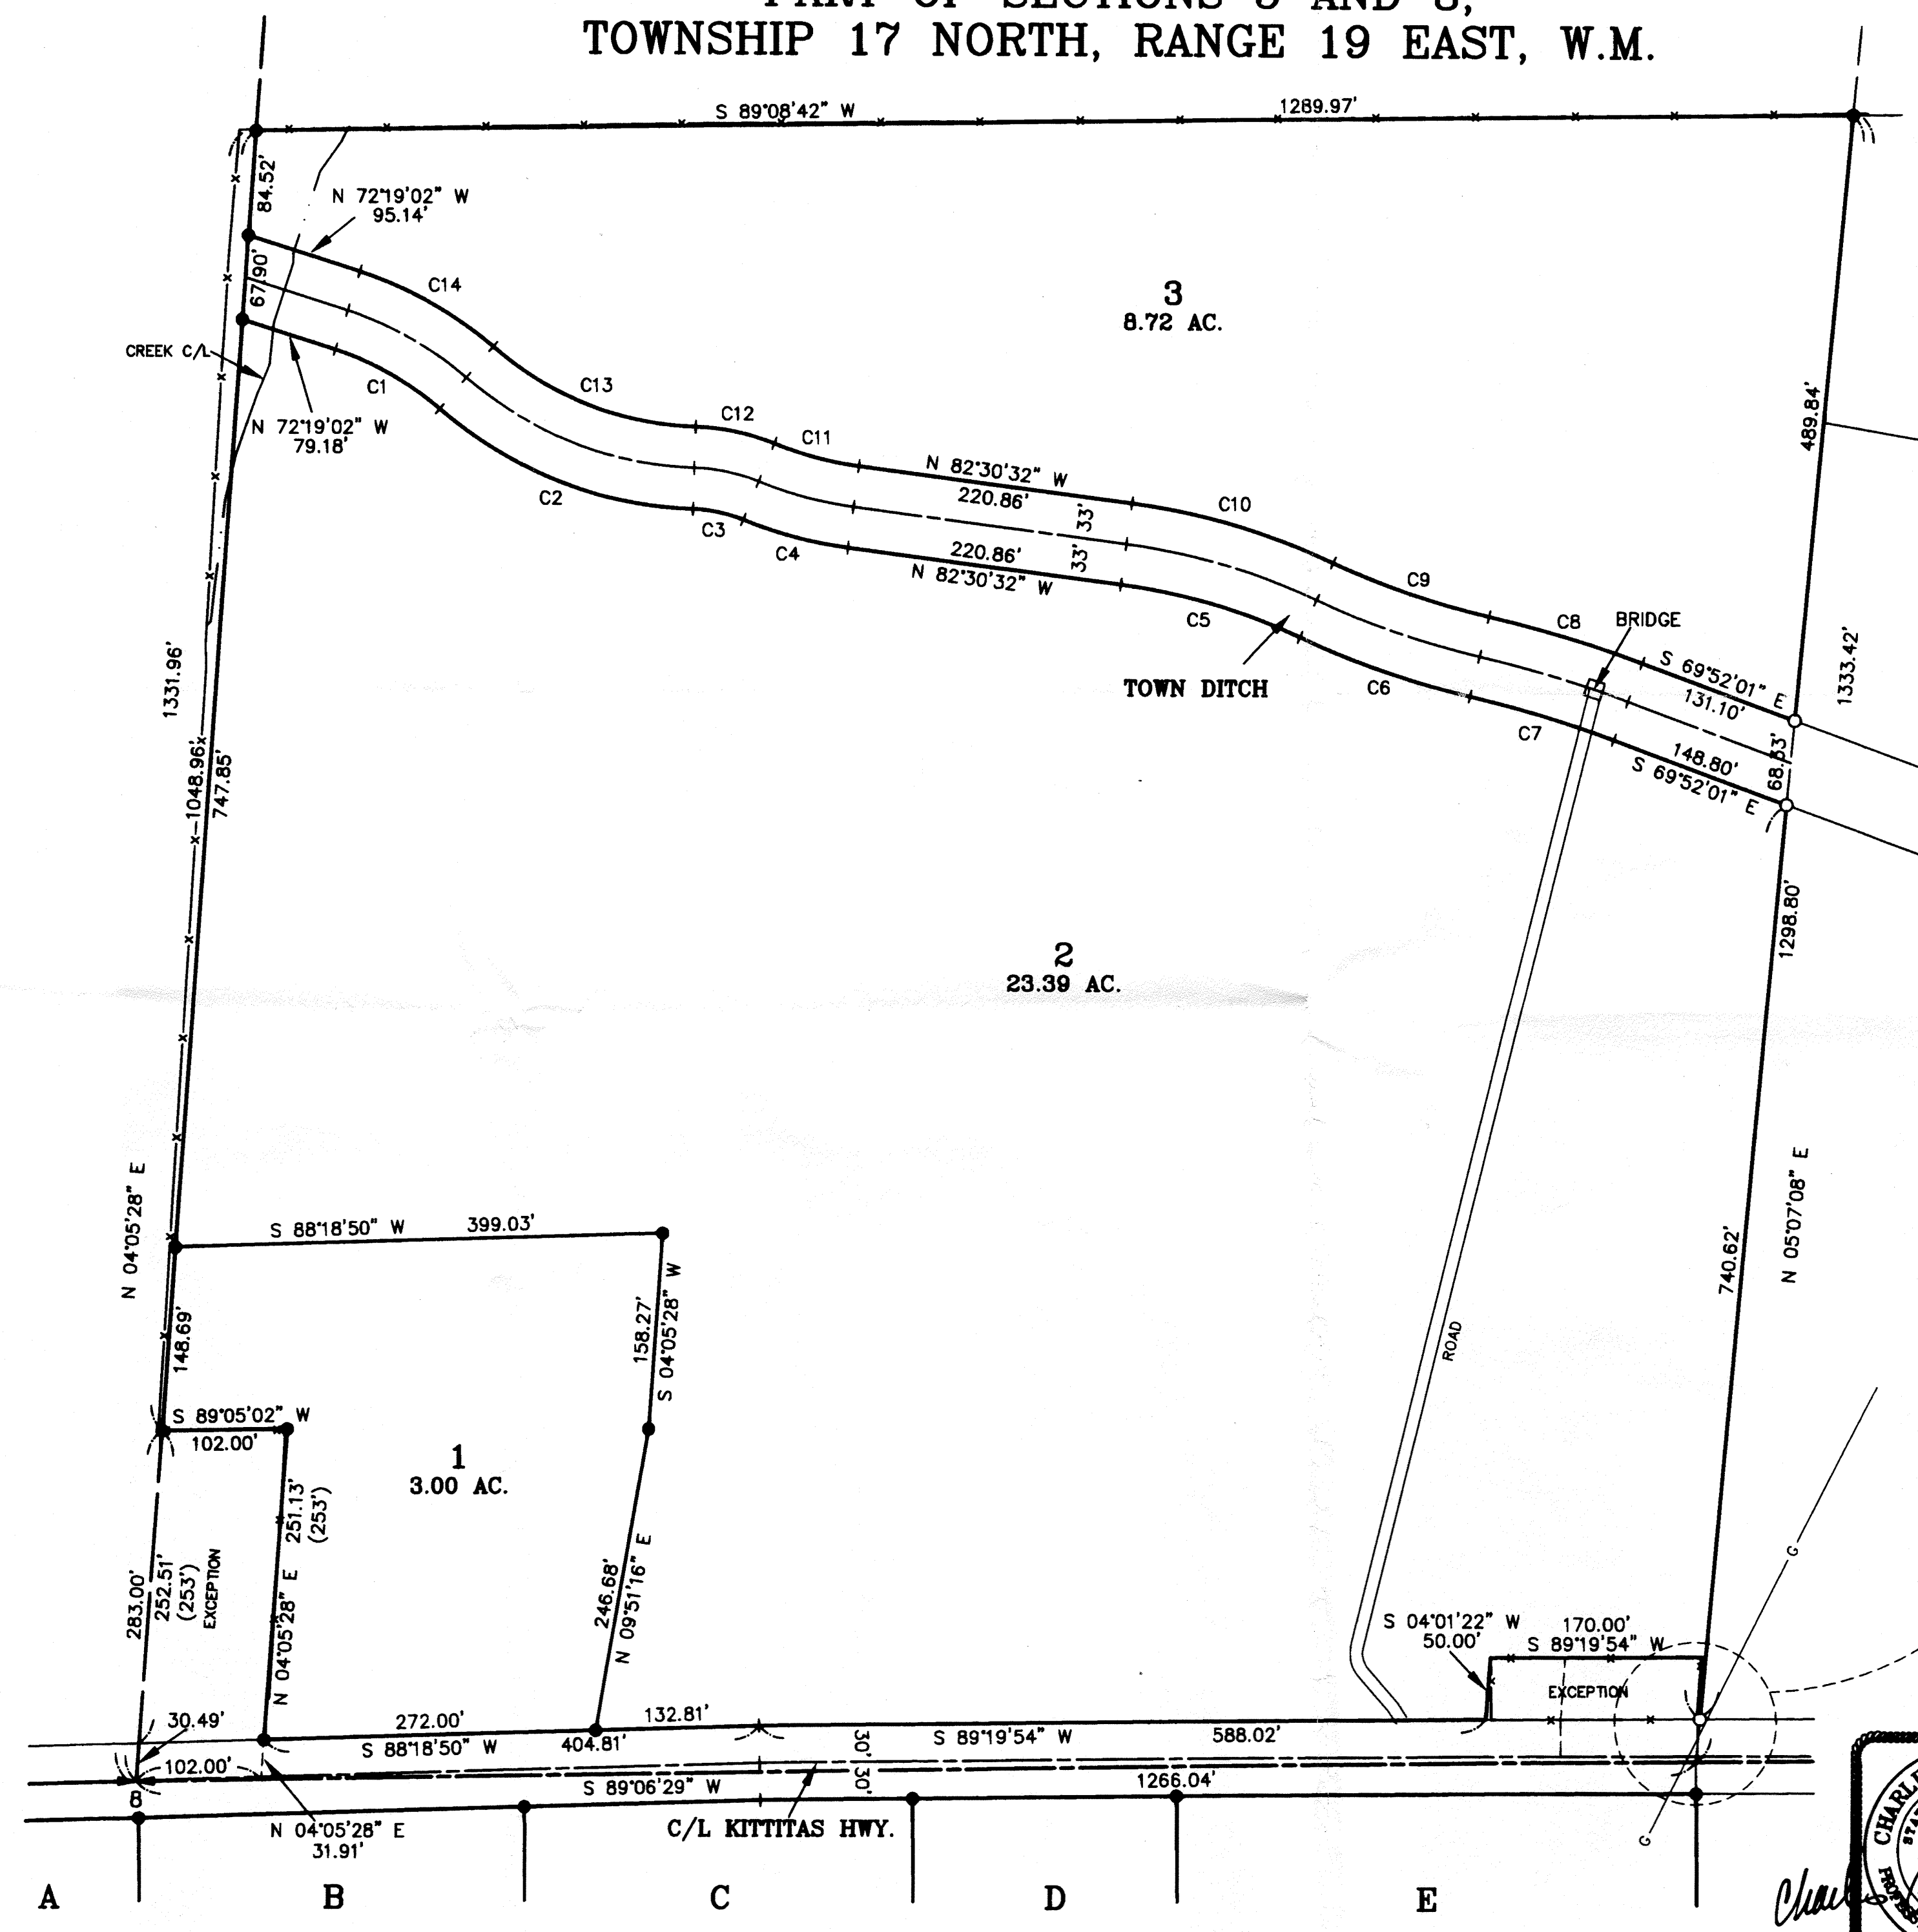 TOWNSHIP 17 NORTH, RANGE 19 EAST, W.M.
S 89°08'42" W
1289.97'
84.52'
N 72°19'02" W
95.14'
67.90'
C14
3
8.72 AC.
CREEK C/L
C1
C13
C12
C11
N 72°19'02" W
79.18'
489.84'
N 82°30'32" W
220.86'
C10
33'
33'
C2
C3
C4
220.86'
N 82°30'32" W
C9
C5
C8
BRIDGE
1331.96'
TOWN DITCH
C6
S 69°52'01" E
131.10'
1333.42'
C7
148.80'
S 69°52'01" E
68.33'
1048.96'
747.85'
1298.80'
2
23.39 AC.
N 04°05'28" E
S 88°18'50" W
399.03'
740.62'
N 05°07'08" E
148.69'
158.27'
S 04°05'28" W
ROAD
S 89°05'02" W
102.00'
1
3.00 AC.
251.13'
(253')
283.00'
252.51'
(253')
EXCEPTION
N 04°05'28" E
246.68'
N 09°51'16" E
G
S 04°01'22" W
50.00'
170.00'
S 89°19'54" W
EXCEPTION
30.49'
272.00'
132.81'
S 88°18'50" W
404.81'
30'
30'
S 89°19'54" W
588.02'
102.00'
S 89°06'29" W
1266.04'
8
N 04°05'28" E
31.91'
C/L KITTITAS HWY.
G
A
B
C
D
E